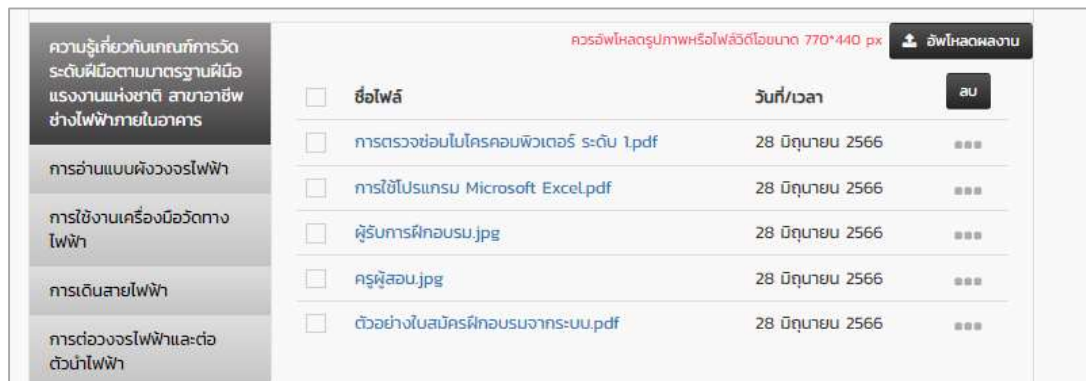 ความรู้เกี่ยวกับเกณฑ์การวัด
ระดับฝีมือตามมาตรฐานฝีมือ
แรงงานแห่งชาติ สาขาอาชีพ
ช่างไฟฟ้าภายในอาคาร
การอ่านแบบผังวงจรไฟฟ้า
การใช้งานเครื่องมือวัดทาง
ไฟฟ้า
การเดินสายไฟฟ้า
การต่อวงจรไฟฟ้าและต่อ
ตัวนำไฟฟ้า
ควรอัพโหลดรูปภาพหรือไฟล์วิดีโอขนาด 770*440 px
อัพโหลดผลงาน
ชื่อไฟล์ วันที่/เวลา ลบ
การตรวจซ่อมไมโครคอมพิวเตอร์ ระดับ 1.pdf 28 มิถุนายน 2566
การใช้โปรแกรม Microsoft Excel.pdf 28 มิถุนายน 2566
ผู้รับการฝึกอบรม.jpg 28 มิถุนายน 2566
ครูผู้สอน.jpg 28 มิถุนายน 2566
ตัวอย่างใบสมัครฝึกอบรมจากระบบ.pdf 28 มิถุนายน 2566